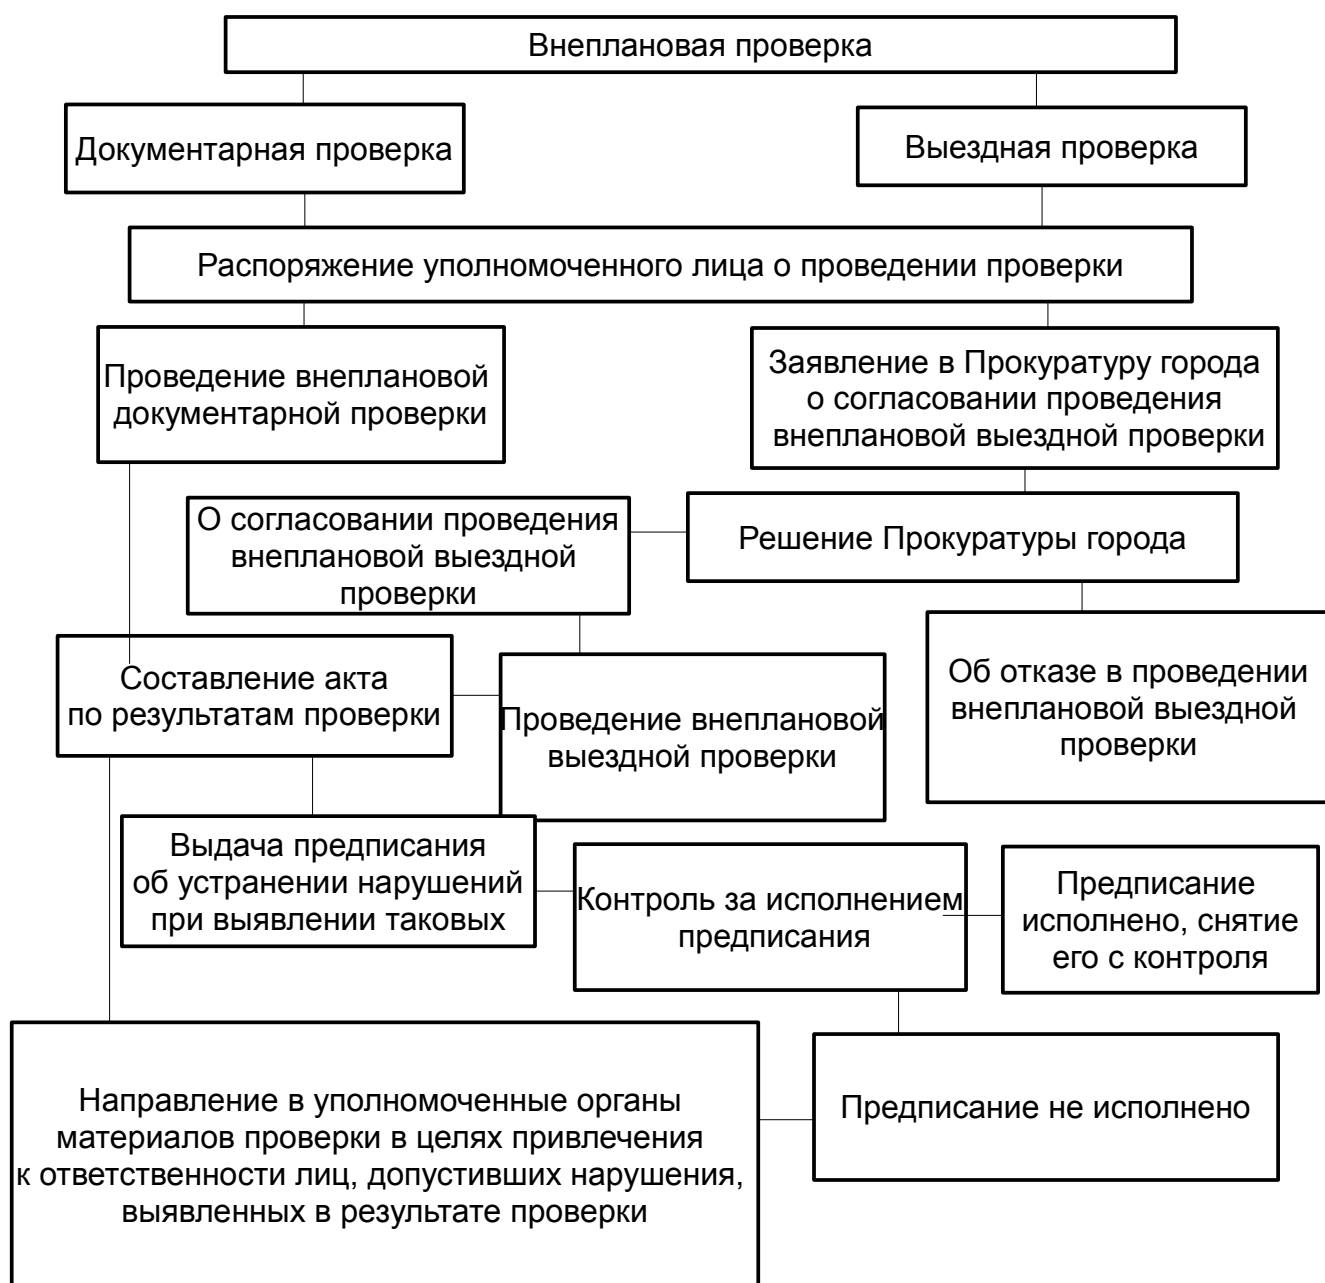 Внеплановая проверка
Документарная проверка
Выездная проверка
Распоряжение уполномоченного лица о проведении проверки
Проведение внеплановой
документарной проверки
Заявление в Прокуратуру города
о согласовании проведения
внеплановой выездной проверки
О согласовании проведения
внеплановой выездной
проверки
Решение Прокуратуры города
Составление акта
по результатам проверки
Проведение внеплановой
выездной проверки
Об отказе в проведении
внеплановой выездной
проверки
Выдача предписания
об устранении нарушений
при выявлении таковых
Контроль за исполнением
предписания
Предписание
исполнено, снятие
его с контроля
Направление в уполномоченные органы
материалов проверки в целях привлечения
к ответственности лиц, допустивших нарушения,
выявленных в результате проверки
Предписание не исполнено